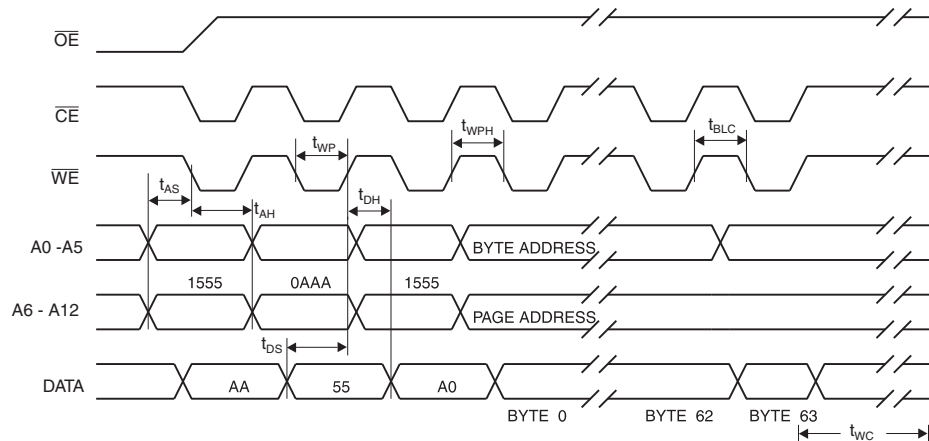 OE
CE
tWP
tWPH
tBLC
WE
tAS
tAH
tDH
A0 -A5
BYTE ADDRESS
1555
0AAA
1555
A6 - A12
PAGE ADDRESS
tDS
DATA
AA
55
A0
BYTE 0
BYTE 62
BYTE 63
tWC